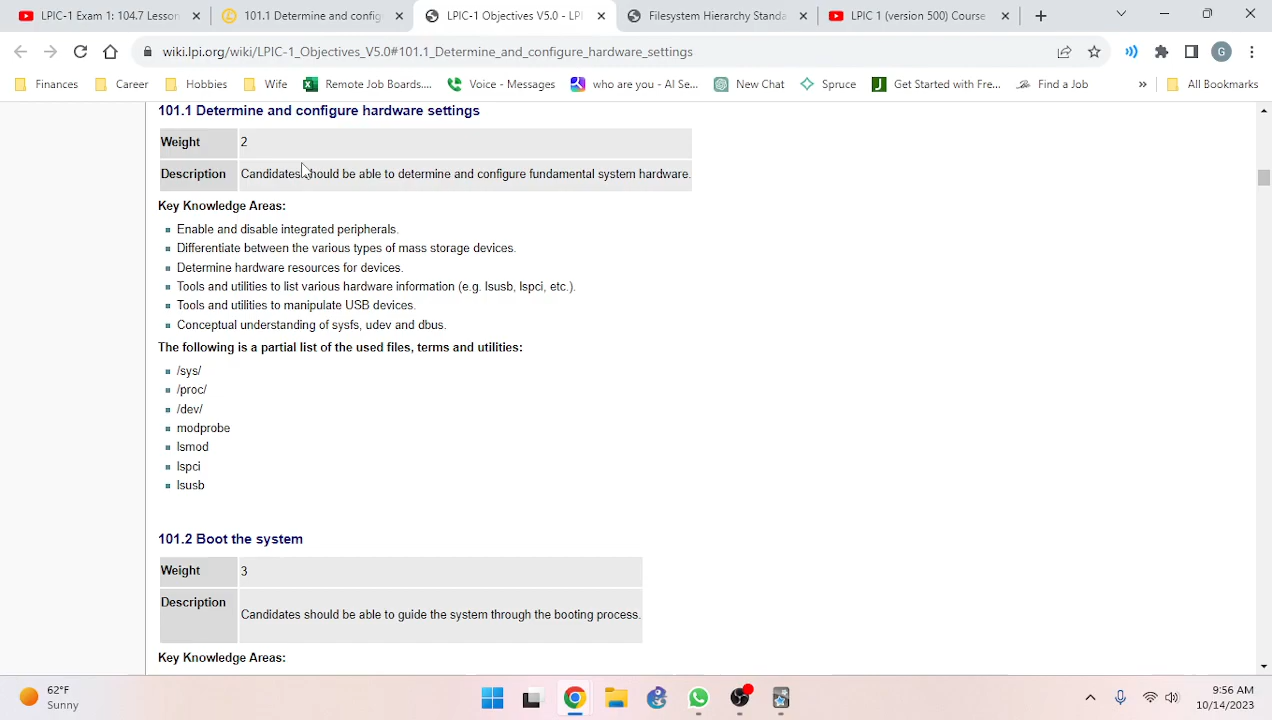 LPIC-1 Exam 1: 104.7 Lesson
101.1 Determine and config
LPIC-1 Objectives V5.0 - LPI
Filesystem Hierarchy Standa
LPIC 1 (version 500) Course
wiki.lpi.org/wiki/LPIC-1_Objectives_V5.0#101.1_Determine_and_configure_hardware_settings
G
Finances
Career
Hobbies
Wife
Remote Job Boards....
Voice - Messages
who are you - AI Se...
New Chat
Spruce
Get Started with Fre...
Find a Job
»
All Bookmarks
101.1 Determine and configure hardware settings
Weight 2
Description Candidates should be able to determine and configure fundamental system hardware.
Key Knowledge Areas:
Enable and disable integrated peripherals.
Differentiate between the various types of mass storage devices.
Determine hardware resources for devices.
Tools and utilities to list various hardware information (e.g. lsusb, lspci, etc.).
Tools and utilities to manipulate USB devices.
Conceptual understanding of sysfs, udev and dbus.
The following is a partial list of the used files, terms and utilities:
/sys/
/proc/
/dev/
modprobe
lsmod
lspci
lsusb
101.2 Boot the system
Weight 3
Description Candidates should be able to guide the system through the booting process.
Key Knowledge Areas:
62°F
Sunny
9:56 AM
10/14/2023